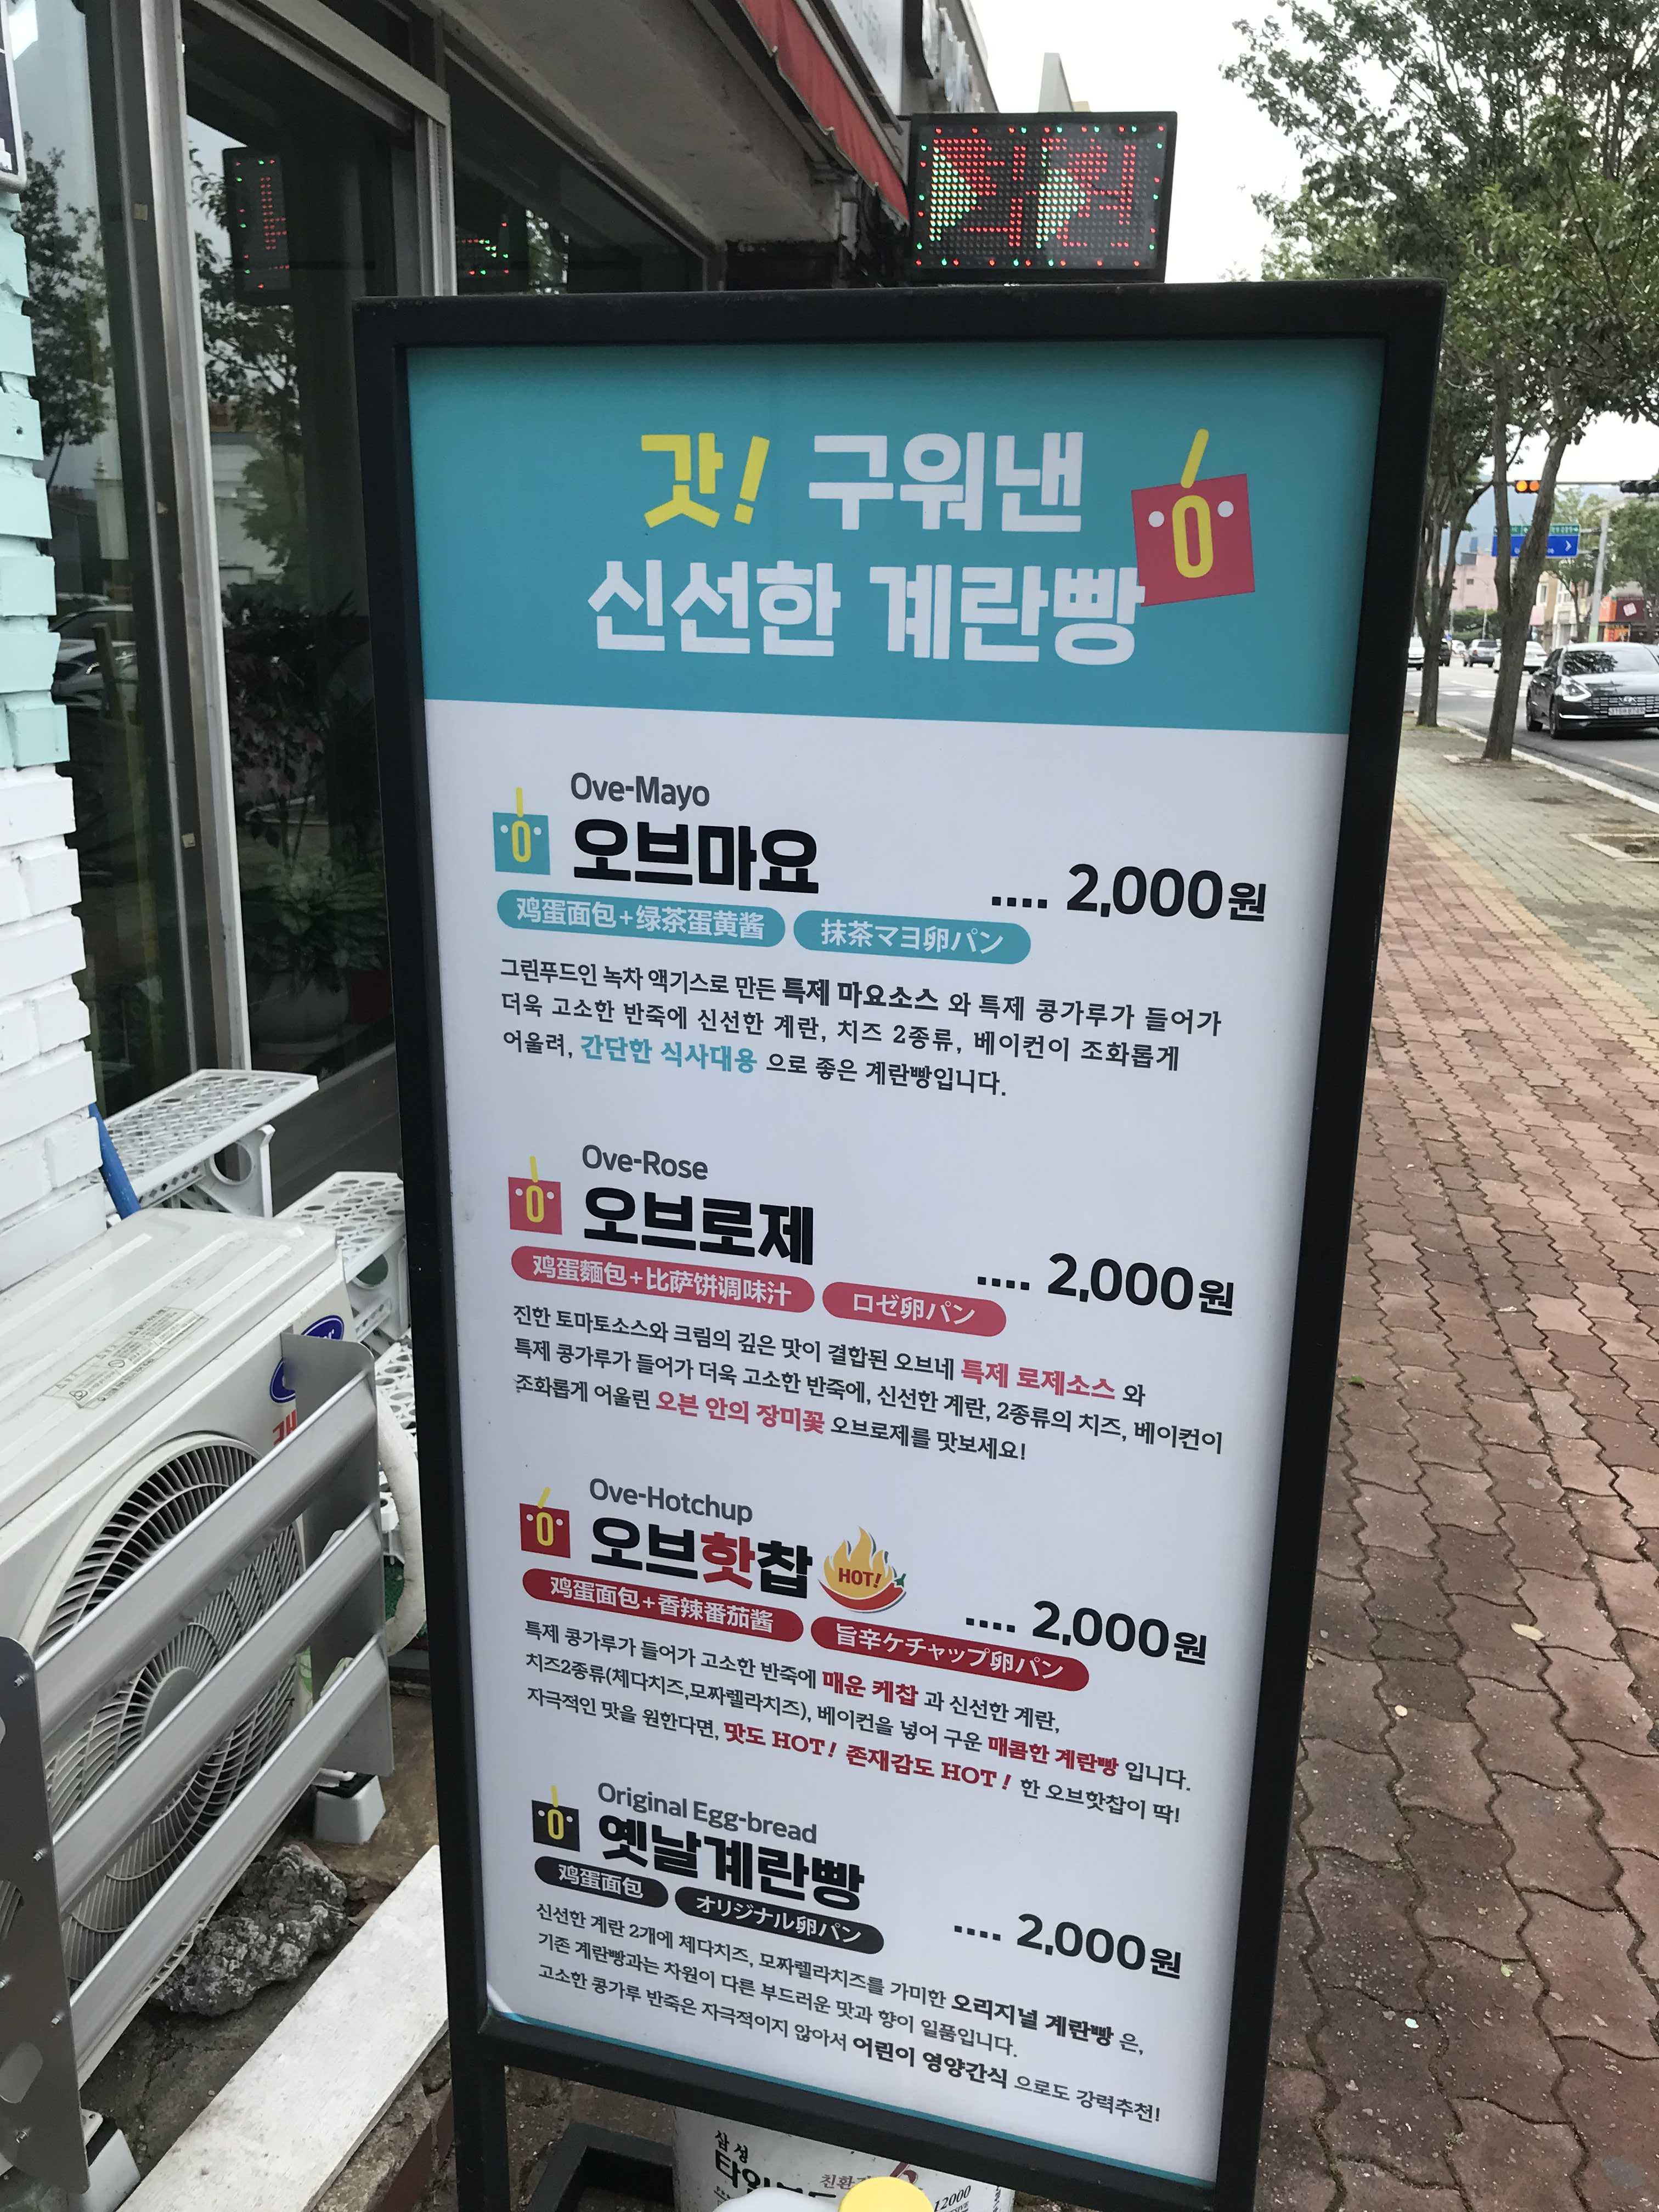 갓! 구워낸
신선한 계란빵
Ove-Mayo
오브마요
.... 2,000원
鸡蛋面包+绿茶蛋黄酱 抹茶マヨ卵パン
그린푸드인 녹차 액기스로 만든 특제 마요소스 와 특제 콩가루가 들어가
더욱 고소한 반죽에 신선한 계란, 치즈 2종류, 베이컨이 조화롭게
어울려, 간단한 식사대용 으로 좋은 계란빵입니다.
Ove-Rose
오브로제
.... 2,000원
鸡蛋麵包+比萨饼调味汁 ロゼ卵パン
진한 토마토소스와 크림의 깊은 맛이 결합된 오브네 특제 로제소스 와
특제 콩가루가 들어가 더욱 고소한 반죽에, 신선한 계란, 2종류의 치즈, 베이컨이
조화롭게 어울린 오븐 안의 장미꽃 오브로제를 맛보세요!
Ove-Hotchup
오브핫찹
HOT!
.... 2,000원
鸡蛋面包+香辣番茄酱 旨辛ケチャップ卵パン
특제 콩가루가 들어가 고소한 반죽에 매운 케찹 과 신선한 계란,
치즈2종류(체다치즈,모짜렐라치즈), 베이컨을 넣어 구운 매콤한 계란빵 입니다.
자극적인 맛을 원한다면, 맛도 HOT! 존재감도 HOT! 한 오브핫찹이 딱!
Original Egg-bread
옛날계란빵
.... 2,000원
鸡蛋面包 オリジナル卵パン
신선한 계란 2개에 체다치즈, 모짜렐라치즈를 가미한 오리지널 계란빵 은,
기존 계란빵과는 차원이 다른 부드러운 맛과 향이 일품입니다.
고소한 콩가루 반죽은 자극적이지 않아서 어린이 영양간식 으로도 강력추천!
삼성
친환경
12000